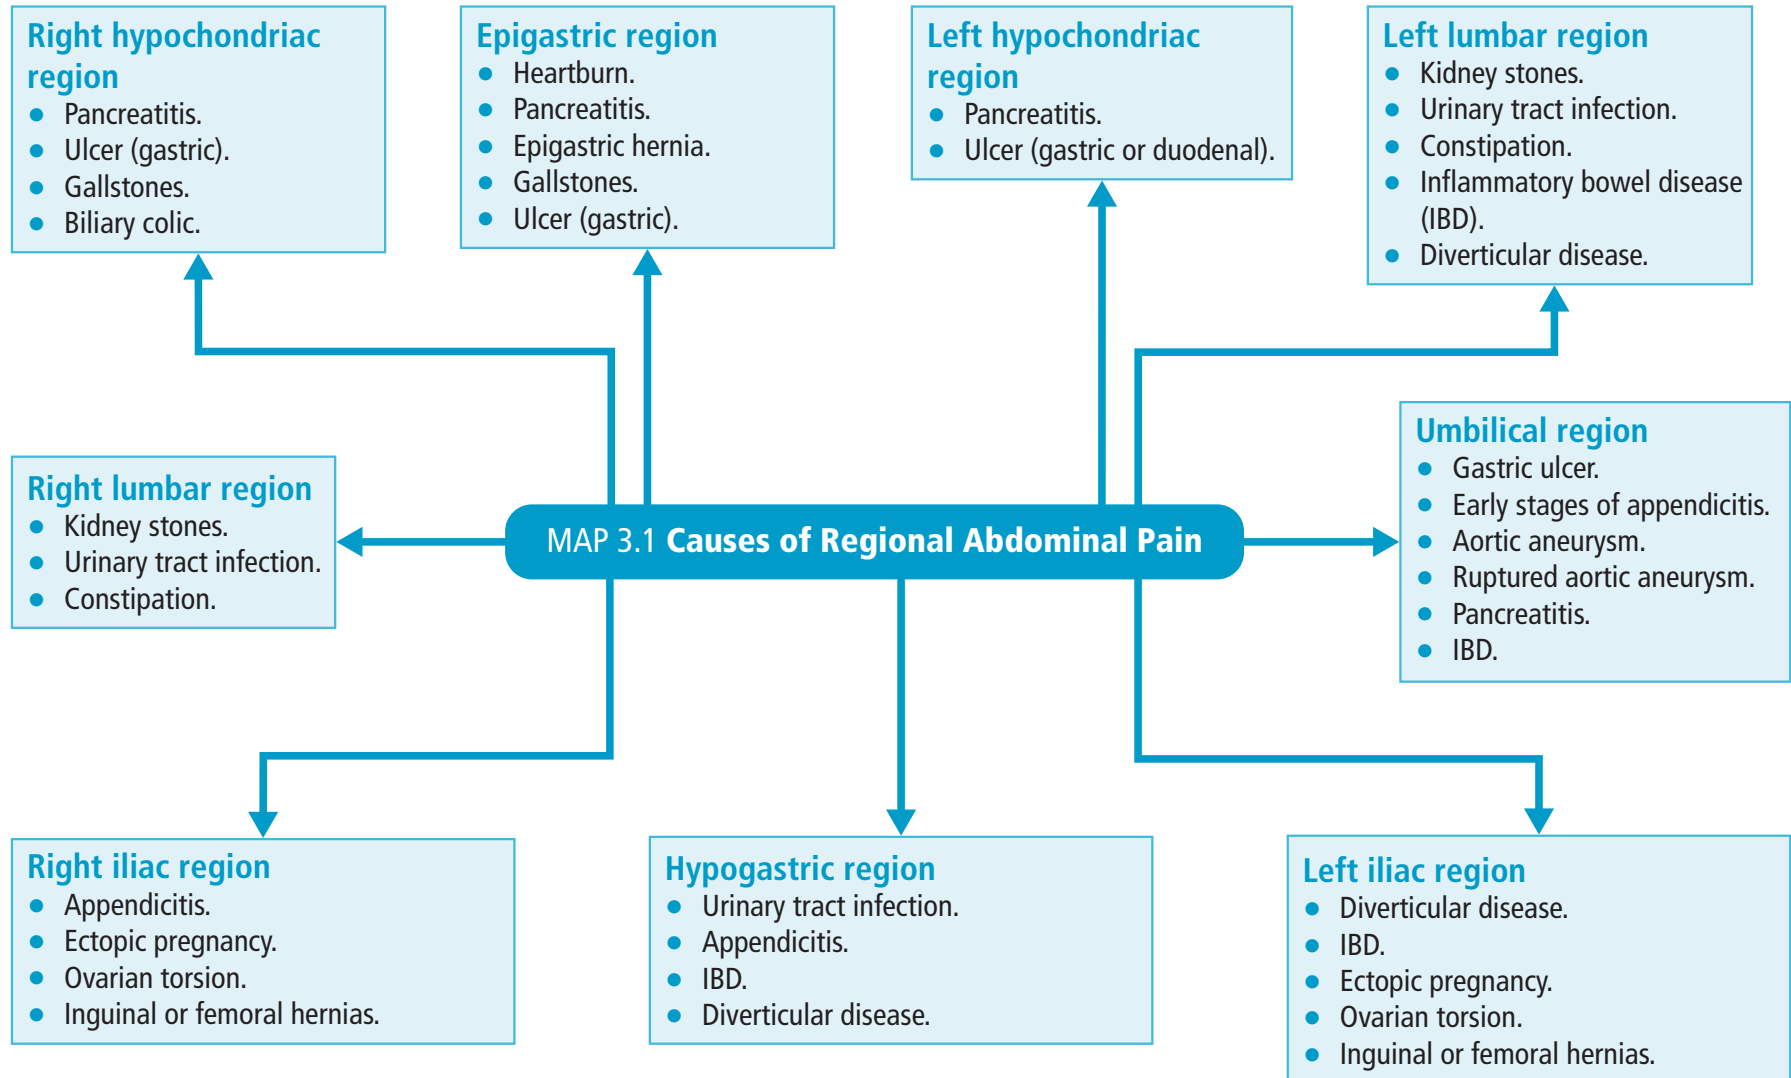 Right hypochondriac
region
● Pancreatitis.
● Ulcer (gastric).
● Gallstones.
● Biliary colic.
Epigastric region
● Heartburn.
● Pancreatitis.
● Epigastric hernia.
● Gallstones.
● Ulcer (gastric).
Left hypochondriac
region
● Pancreatitis.
● Ulcer (gastric or duodenal).
Left lumbar region
● Kidney stones.
● Urinary tract infection.
● Constipation.
● Inflammatory bowel disease
(IBD).
● Diverticular disease.
Right lumbar region
● Kidney stones.
● Urinary tract infection.
● Constipation.
MAP 3.1 Causes of Regional Abdominal Pain
Umbilical region
● Gastric ulcer.
● Early stages of appendicitis.
● Aortic aneurysm.
● Ruptured aortic aneurysm.
● Pancreatitis.
● IBD.
Right iliac region
● Appendicitis.
● Ectopic pregnancy.
● Ovarian torsion.
● Inguinal or femoral hernias.
Hypogastric region
● Urinary tract infection.
● Appendicitis.
● IBD.
● Diverticular disease.
Left iliac region
● Diverticular disease.
● IBD.
● Ectopic pregnancy.
● Ovarian torsion.
● Inguinal or femoral hernias.